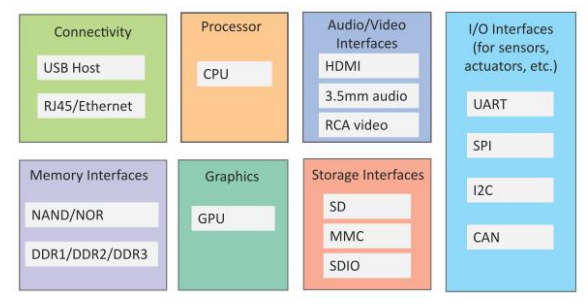 Connectivity
USB Host
RJ45/Ethernet
Processor
CPU
Audio/Video
Interfaces
HDMI
3.5mm audio
RCA video
I/O Interfaces
(for sensors,
actuators, etc.)
UART
SPI
I2C
CAN
Memory Interfaces
NAND/NOR
DDR1/DDR2/DDR3
Graphics
GPU
Storage Interfaces
SD
MMC
SDIO